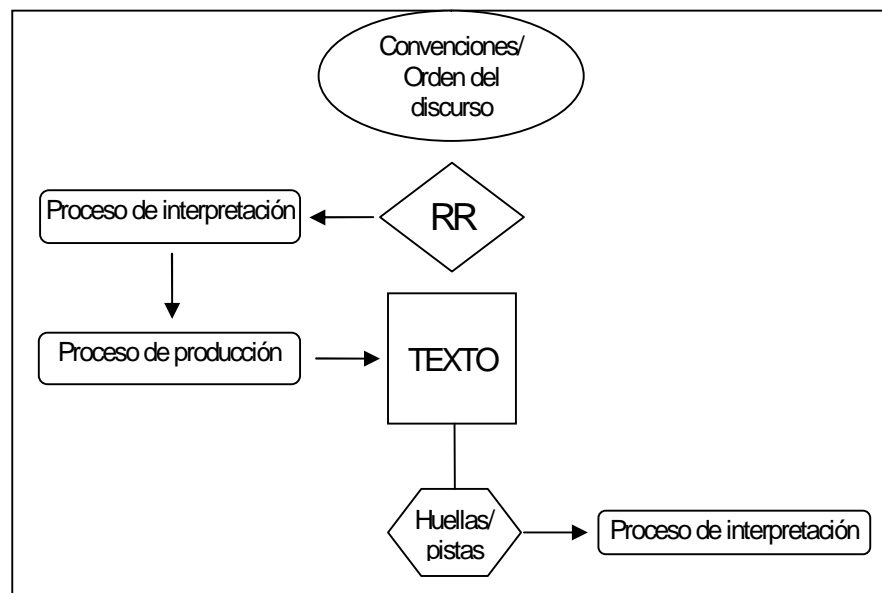 Convenciones/
Orden del
discurso
Proceso de interpretación
RR
Proceso de producción
TEXTO
Huellas/
pistas
Proceso de interpretación